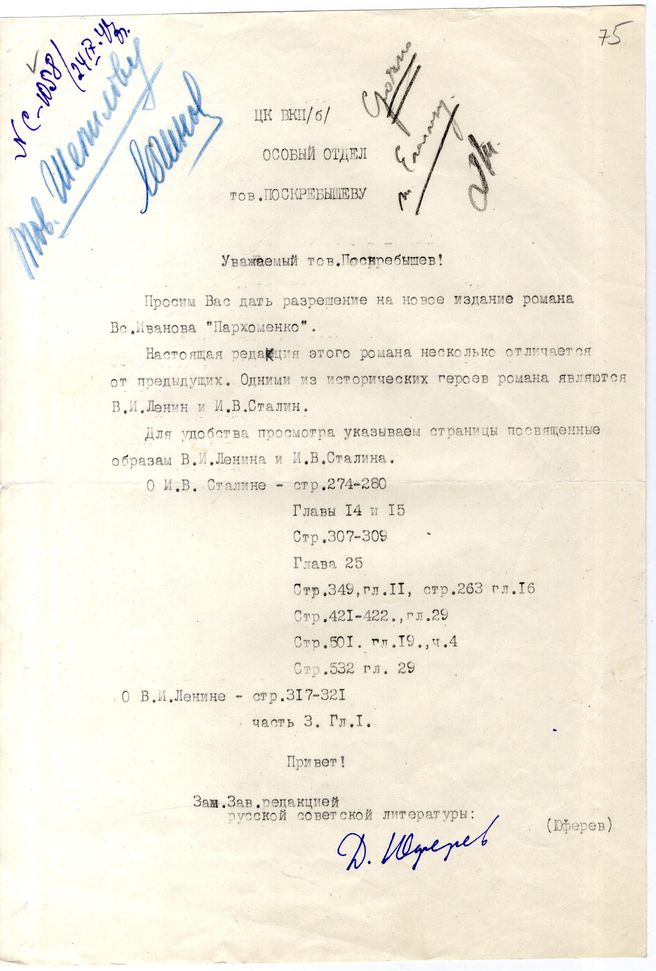 75
Тов. Шепилову
ЦК ВКП/б/
ОСОБЫЙ ОТДЕЛ
тов.ПОСКРЕБЫШЕВУ
Уважаемый тов.Поскребышев!
Просим Вас дать разрешение на новое издание романа
Вс.Иванова "Пархоменко".
Настоящая редакция этого романа несколько отличается
от предыдущих. Одними из исторических героев романа являются
В.И.Ленин и И.В.Сталин.
Для удобства просмотра указываем страницы посвященные
образам В.И.Ленина и И.В.Сталина.
О И.В. Сталине - стр.274-280
Главы I4 и I5
Стр.307-309
Глава 25
Стр.349,гл.II, стр.263 гл.I6
Стр.42I-422.,гл.29
Стр.50I. гл.I9.,ч.4
Стр.532 гл. 29
О В.И.Ленине - стр.3I7-32I
часть 3. Гл.I.
Привет!
Зам.Зав.редакцией
русской советской литературы:
(Юферев)
Д. Юферев